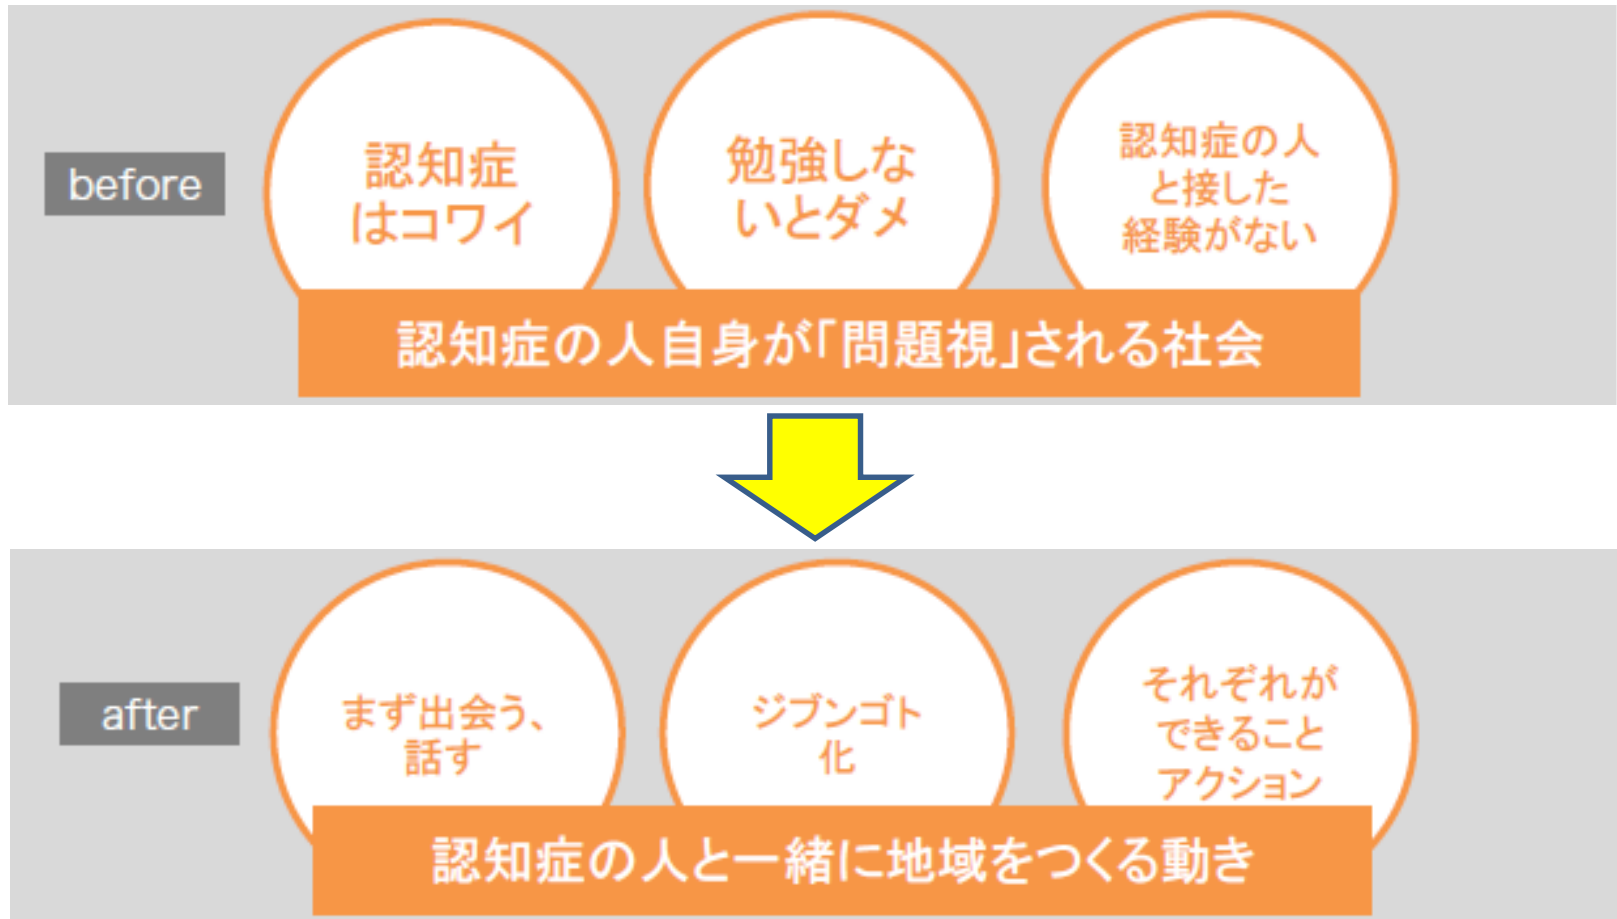 before
認知症
はコワイ
勉強しな
いとダメ
認知症の人
と接した
経験がない
認知症の人自身が「問題視」される社会
after
まず出会う、
話す
ジブンゴト
化
それぞれが
できること
アクション
認知症の人と一緒に地域をつくる動き